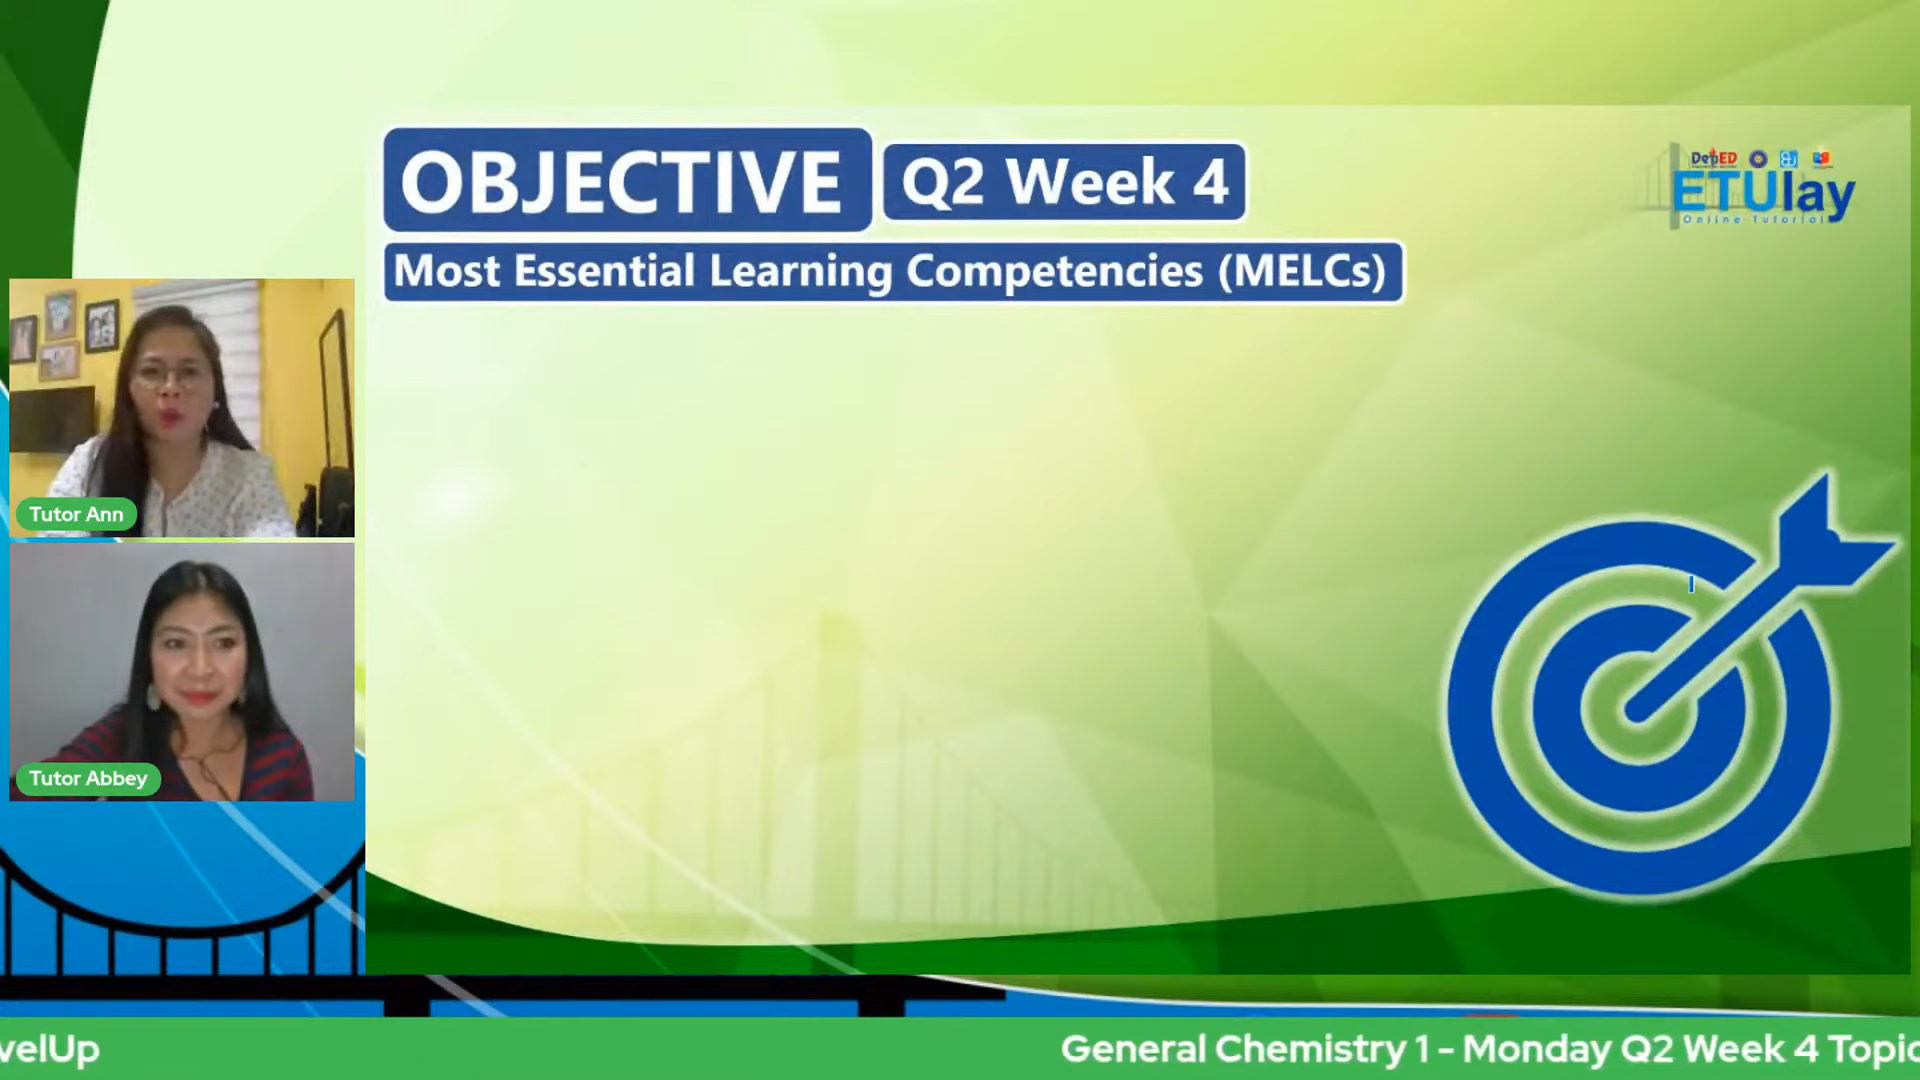 OBJECTIVE Q2 Week 4
Most Essential Learning Competencies (MELCs)
DepED
ETUlay
Online Tutorial
Tutor Ann
Tutor Abbey
velUp
General Chemistry 1 - Monday Q2 Week 4 Topic